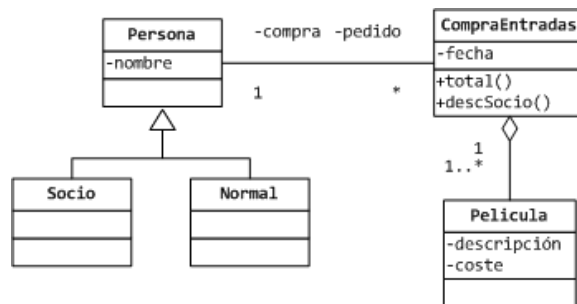 Persona
-nombre
-compra -pedido
1 *
CompraEntradas
-fecha
+total()
+descSocio()
1
1..*
Socio
Normal
Pelicula
-descripción
-coste